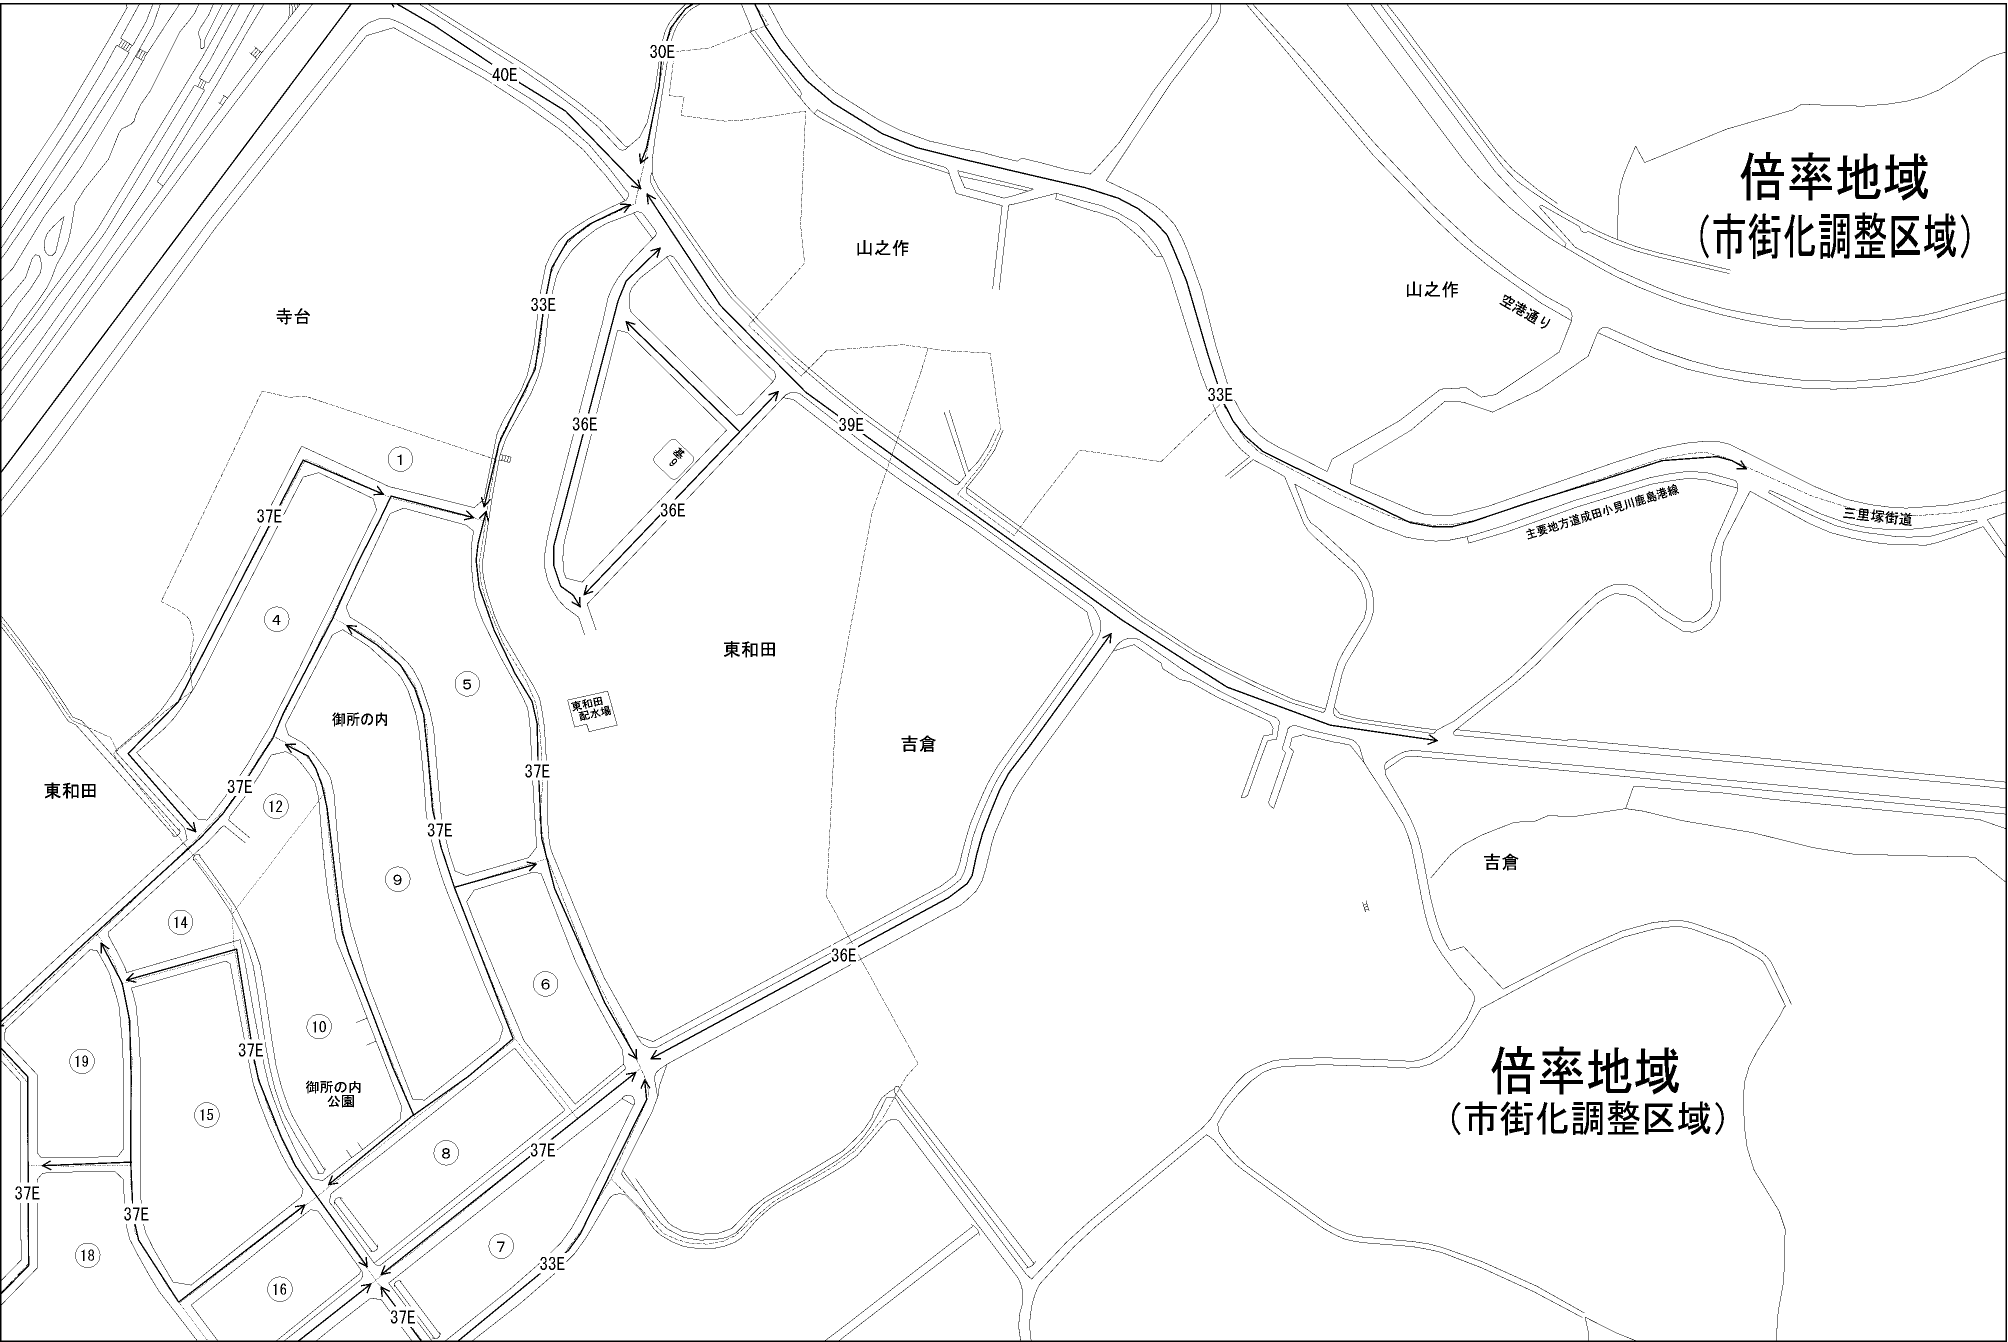 30E
40E
倍率地域
(市街化調整区域)
山之作
山之作
空港通り
33E
寺台
33E
36E
39E
基9
①
36E
37E
主要地方道成田小見川鹿島港線
三里塚街道
④
東和田
⑤
東和田
配水場
御所の内
吉倉
37E
37E
東和田
⑫
37E
吉倉
⑨
⑭
36E
⑥
⑩
37E
⑲
倍率地域
(市街化調整区域)
御所の内
公園
⑮
⑧
37E
37E
37E
⑦
⑱
33E
⑯
37E